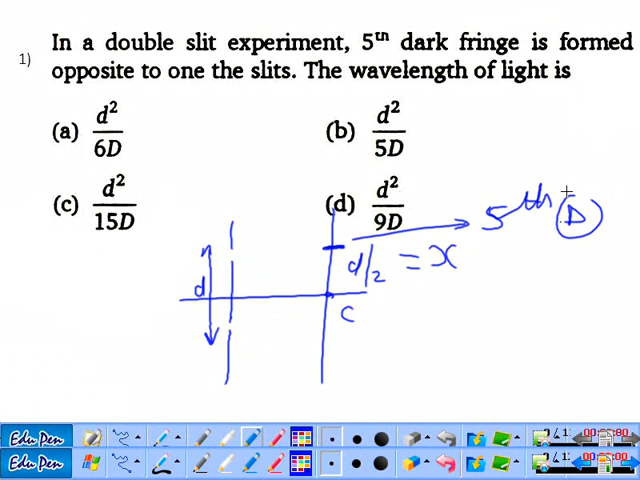 In a double slit experiment, 5th dark fringe is formed
1) opposite to one the slits. The wavelength of light is
(a) d²/6D (b) d²/5D
(c) d²/15D (d) d²/9D
5th D
d/2 = x
d
C
Edu Pen
Edu Pen